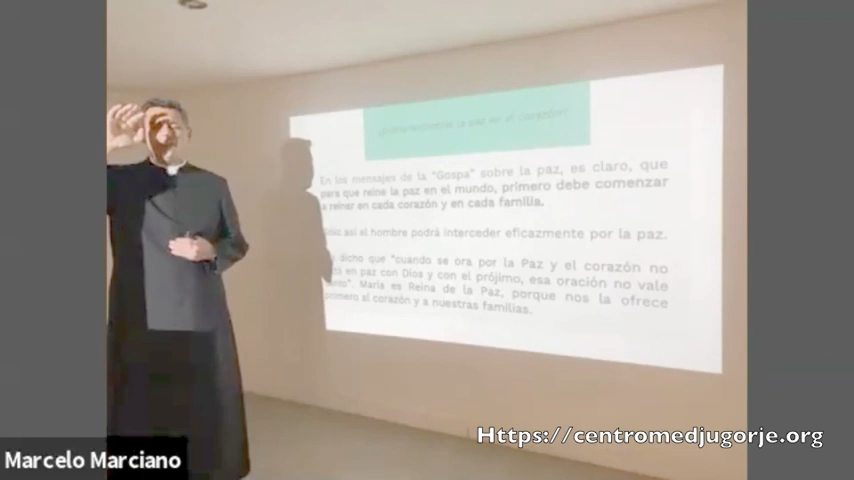 la paz en el corazón?
En los mensajes de la "Gospa" sobre la paz, es claro, que
para que reine la paz en el mundo, primero debe comenzar
a reinar en cada corazón y en cada familia.
Sólo así el hombre podrá interceder eficazmente por la paz.
dicho que "cuando se ora por la Paz y el corazón no
en paz con Dios y con el prójimo, esa oración no vale
María es Reina de la Paz, porque nos la ofrece
primero al corazón y a nuestras familias.
Https://centromedjugorje.org
Marcelo Marciano